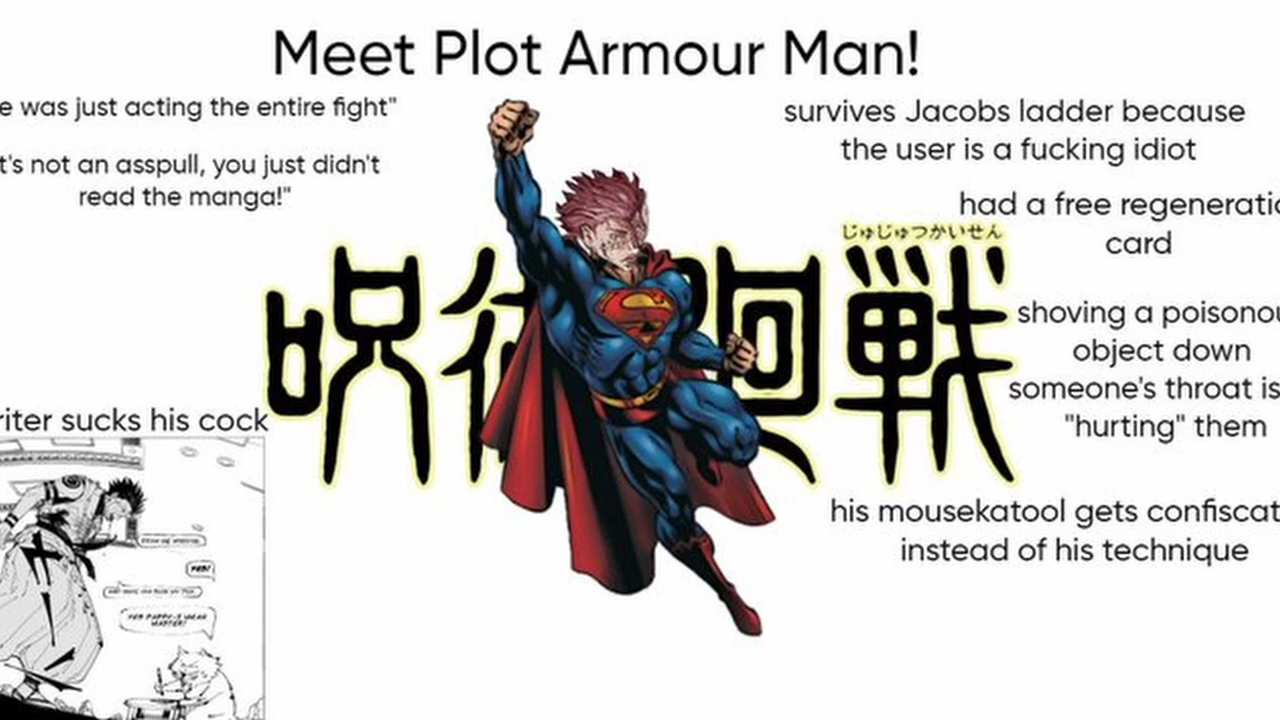 Meet Plot Armour Man!
e was just acting the entire fight"
t's not an asspull, you just didn't
read the manga!"
survives Jacobs ladder because
the user is a fucking idiot
had a free regeneratio
card
じゅじゅつかいせん
呪術廻戦
shoving a poisonou
object down
someone's throat is
"hurting" them
riter sucks his cock
his mousekatool gets confiscat
instead of his technique
YES!